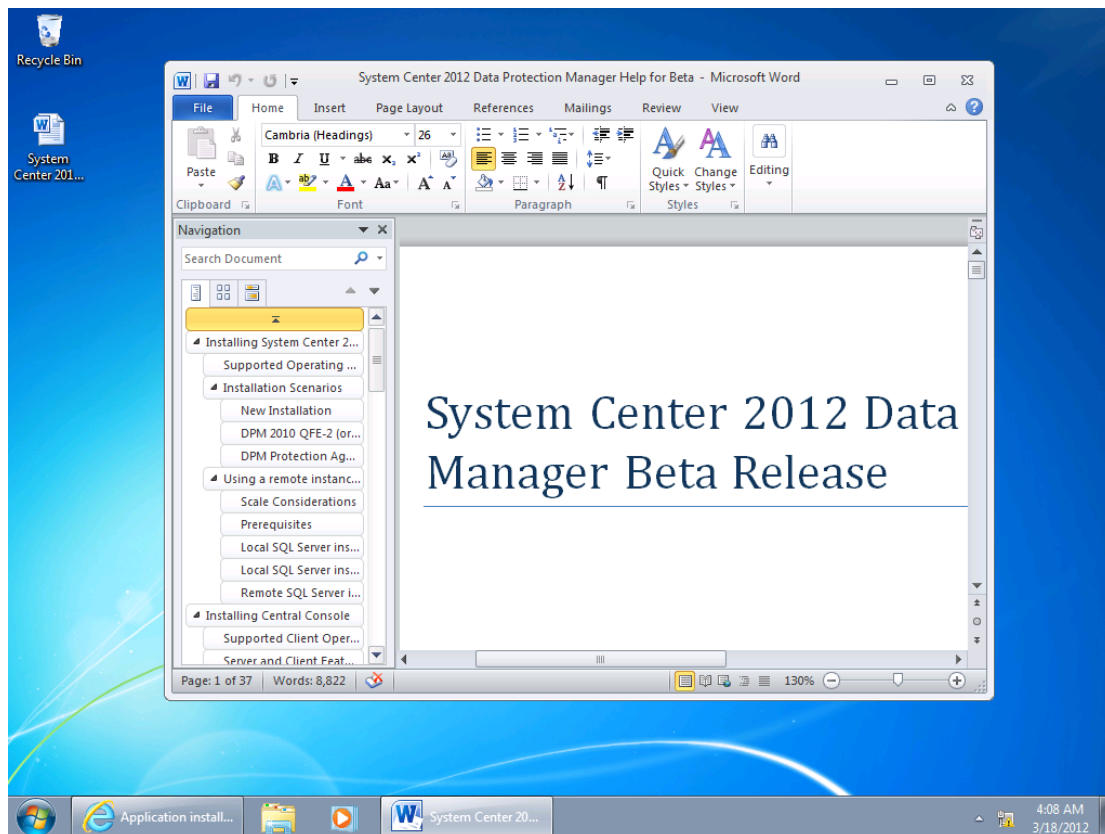 Recycle Bin
System
Center 201...
System Center 2012 Data Protection Manager Help for Beta - Microsoft Word
File Home Insert Page Layout References Mailings Review View
Cambria (Headings) 26
Paste
B I U abe x₂ x²
A ab A Aa A A
Quick Styles
Change Styles
Editing
Clipboard Font Paragraph Styles
Navigation
Search Document
Installing System Center 2...
Supported Operating ...
Installation Scenarios
New Installation
DPM 2010 QFE-2 (or...
DPM Protection Ag...
Using a remote instanc...
Scale Considerations
Prerequisites
Local SQL Server ins...
Local SQL Server ins...
Remote SQL Server i...
Installing Central Console
Supported Client Oper...
Server and Client Feat...
System Center 2012 Data
Manager Beta Release
Page: 1 of 37 Words: 8,822 130%
Application install... System Center 20...
4:08 AM
3/18/2012